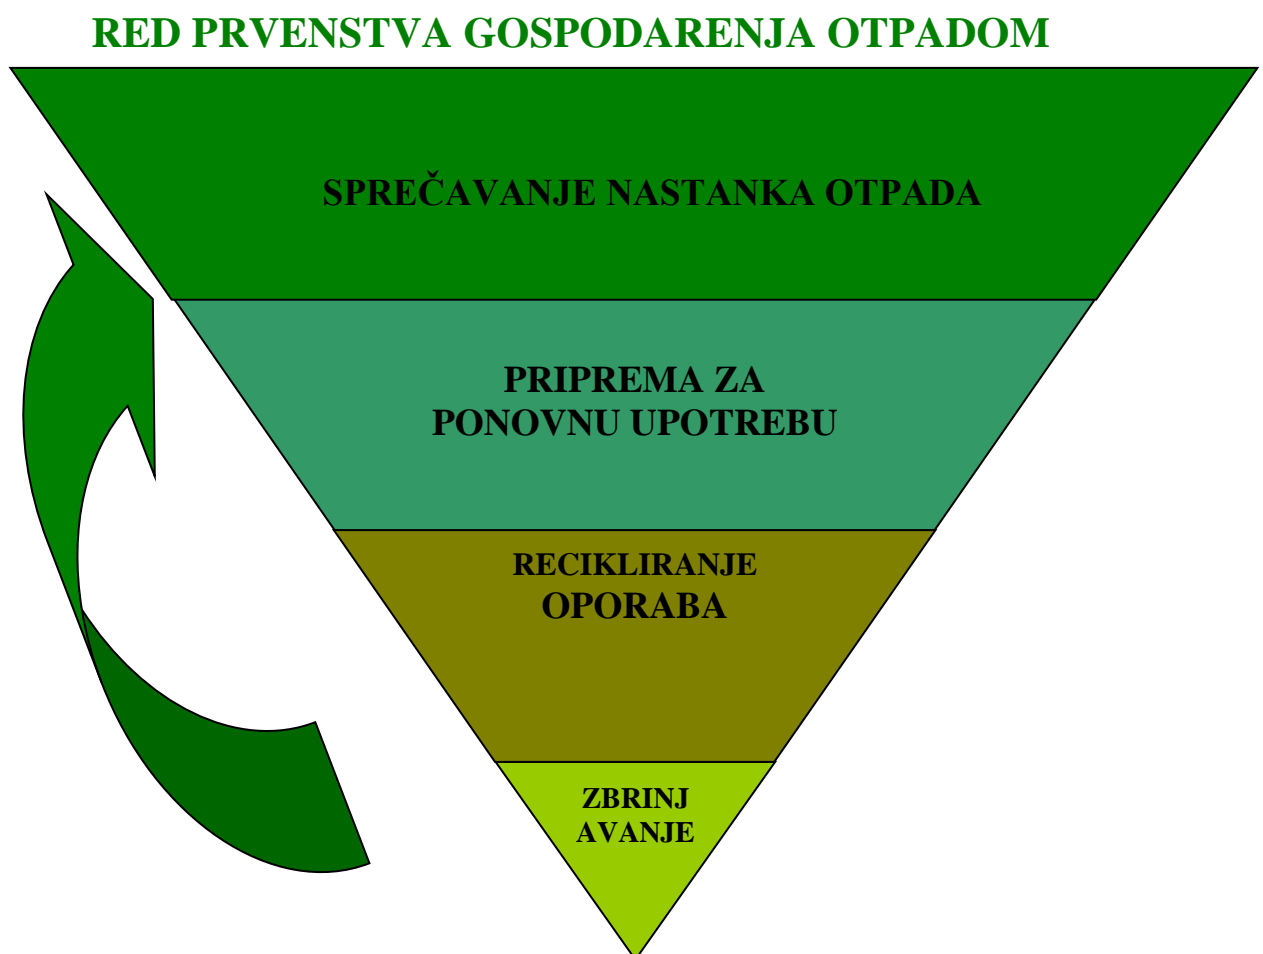 RED PRVENSTVA GOSPODARENJA OTPADOM
SPREČAVANJE NASTANKA OTPADA
PRIPREMA ZA
PONOVNU UPOTREBU
RECIKLIRANJE
OPORABA
ZBRINJ
AVANJE